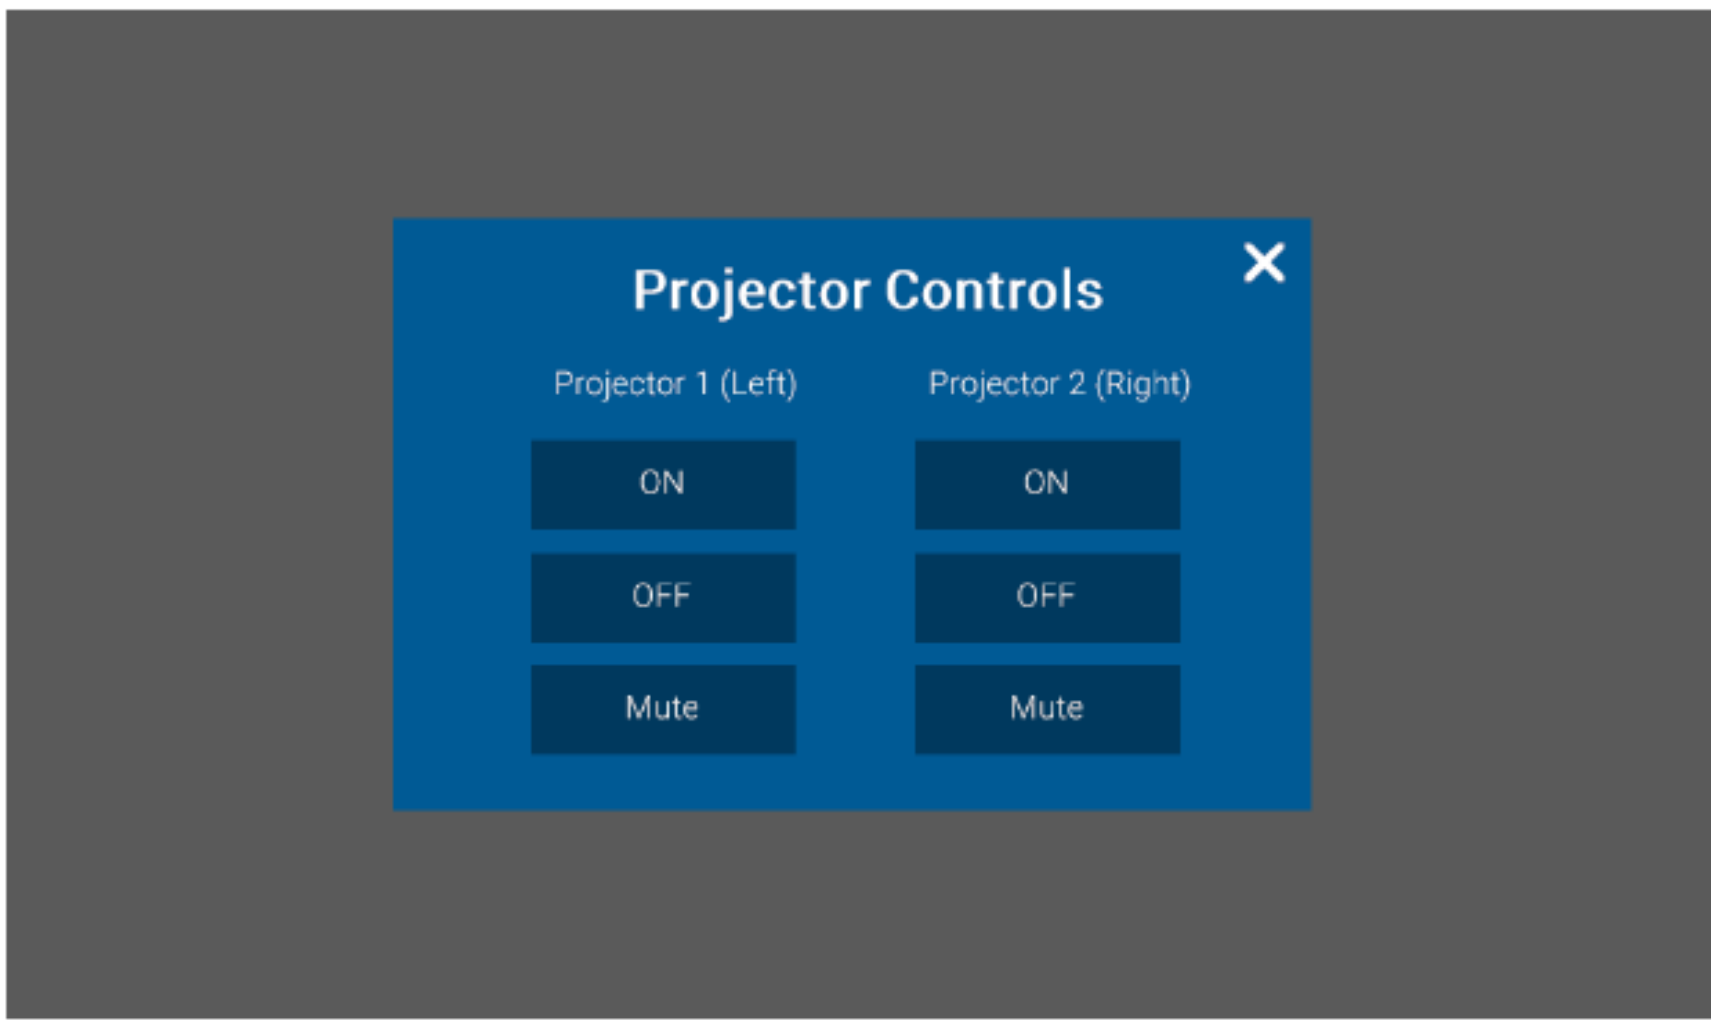 Projector Controls
Projector 1 (Left)
Projector 2 (Right)
ON
ON
OFF
OFF
Mute
Mute